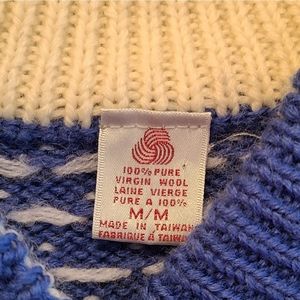 100% PURE
VIRGIN WOOL
LAINE VIERGE
PURE A 100%
M/M
MADE IN TAIWAN
FABRIQUE À TAIWAN